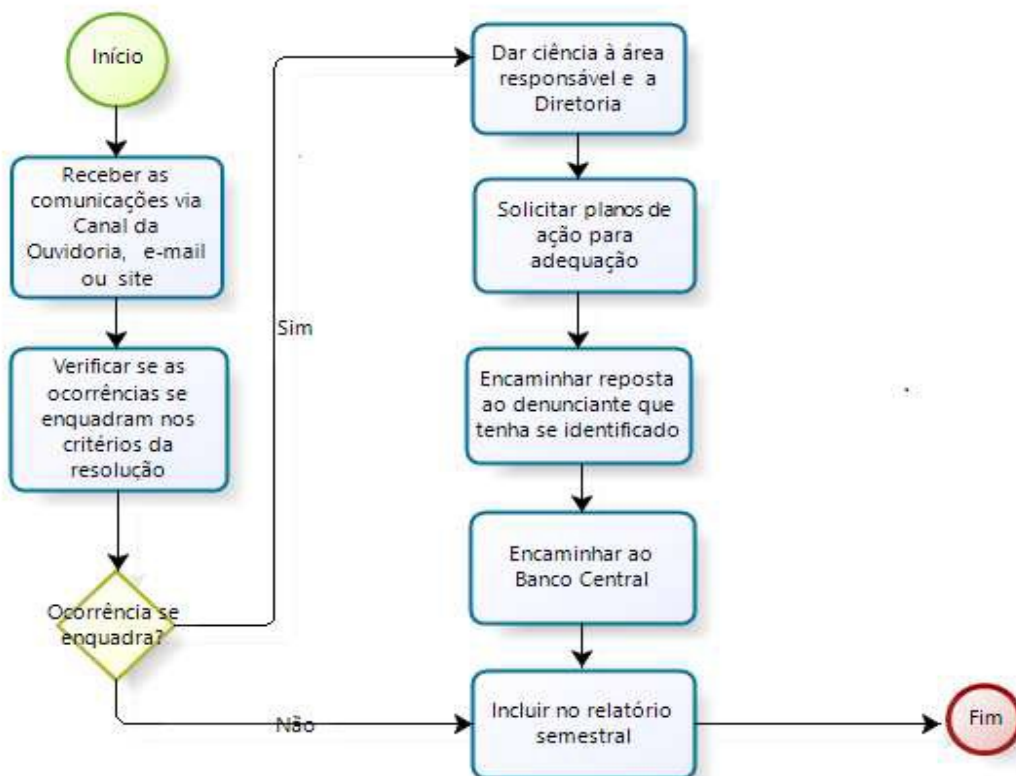 Início
Receber as
comunicações via
Canal da
Ouvidoria, e-mail
ou site
Verificar se as
ocorrências se
enquadram nos
critérios da
resolução
Ocorrência se
enquadra?
Sim
Não
Dar ciência à área
responsável e a
Diretoria
Solicitar planos de
ação para
adequação
Encaminhar reposta
ao denunciante que
tenha se identificado
Encaminhar ao
Banco Central
Incluir no relatório
semestral
Fim